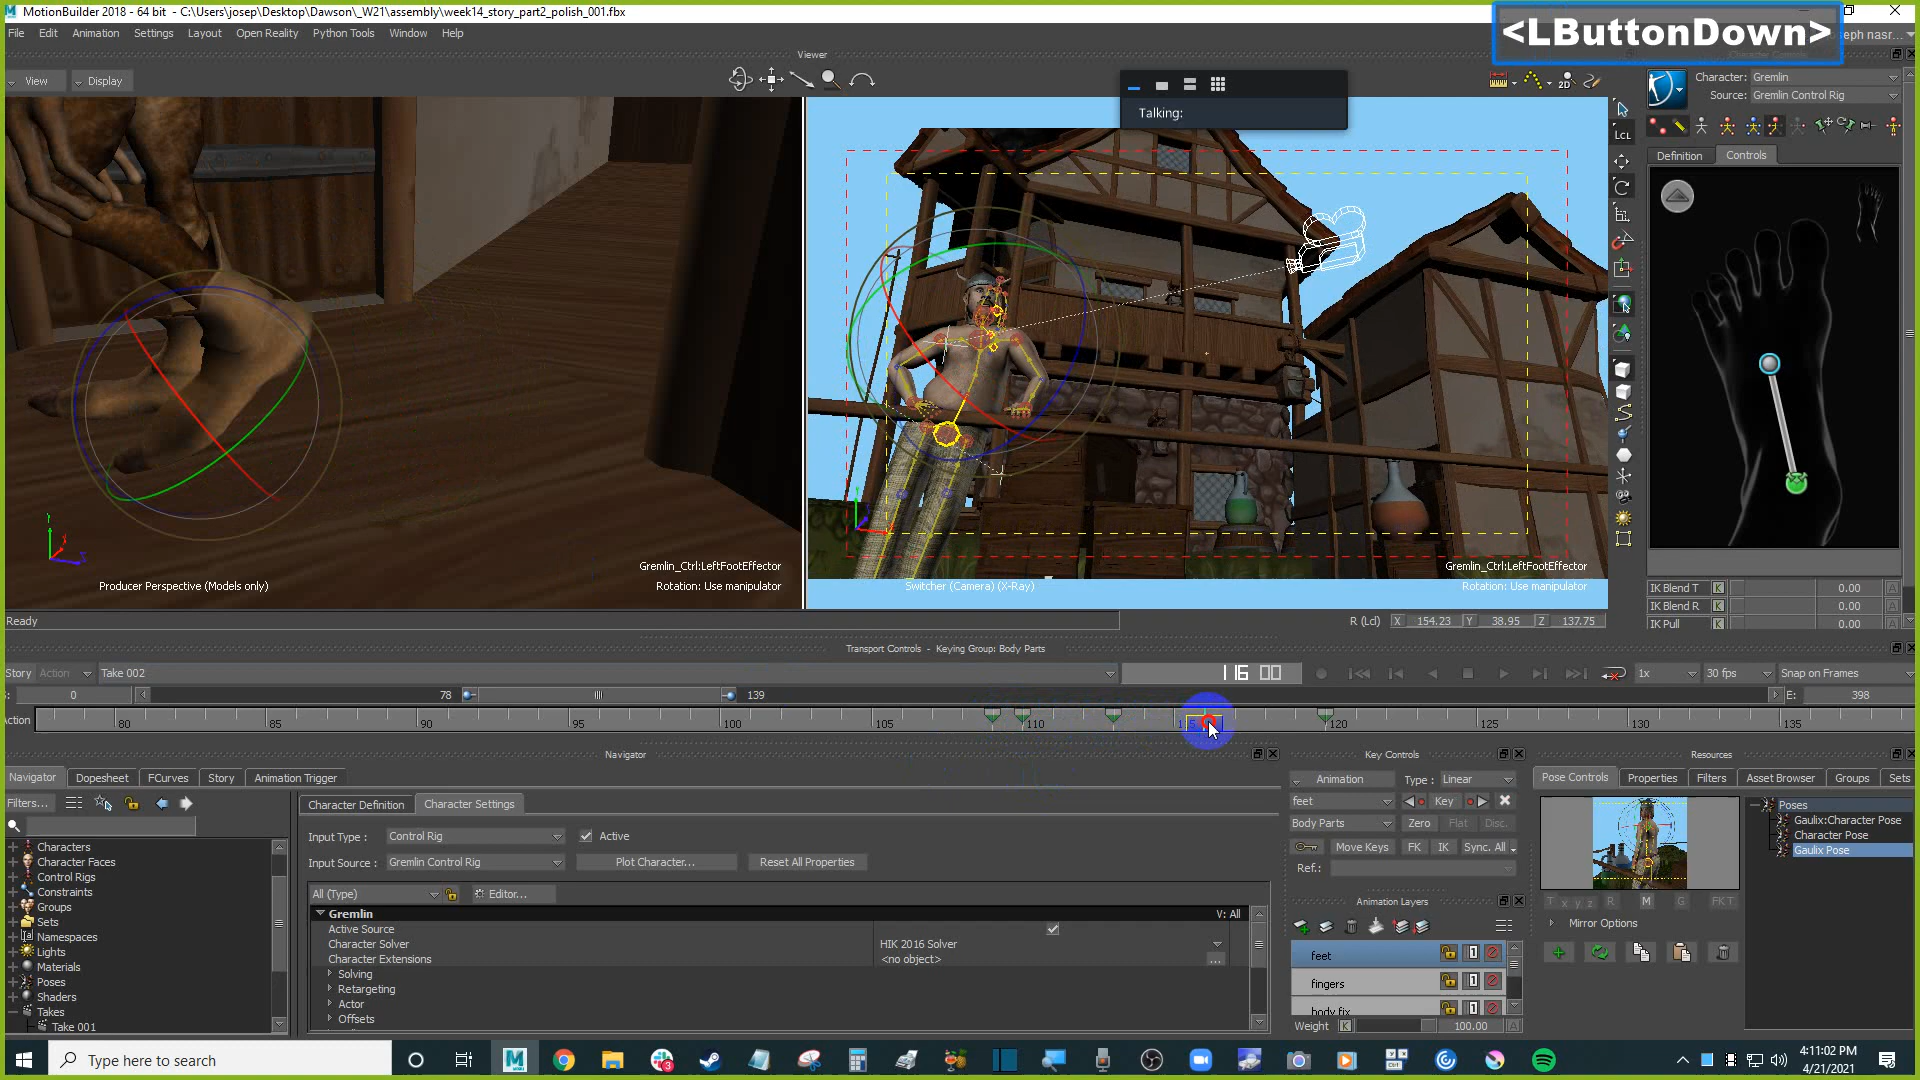 MotionBuilder 2018 - 64 bit - C:\Users\josep\Desktop\Dawson\_W21\assembly\week14_story_part2_polish_001.fbx
<LButtonDown>
File Edit Animation Settings Layout Open Reality Python Tools Window Help
Viewer
View Display
Talking:
Character: Gremlin
Source: Gremlin Control Rig
LCL
2D
Definition Controls
Gremlin_Ctrl:LeftFootEffector
Producer Perspective (Models only)
Rotation: Use manipulator
Gremlin_Ctrl:LeftFootEffector
Switcher (Camera) (X-Ray)
Rotation: Use manipulator
IK Blend T K 0.00 A
IK Blend R K 0.00 A
IK Pull K 0.00
Ready
R (Lcl) X 154.23 Y 38.95 Z 137.75
Transport Controls - Keying Group: Body Parts
Story Action Take 002 116 00 1x 30 fps Snap on Frames
S: 0 78 139 E: 398
80 85 90 95 100 105 110 120 125 130 135
Navigator Key Controls Resources
Navigator Dopesheet FCurves Story Animation Trigger
Filters...
Characters
Character Faces
Control Rigs
Constraints
Groups
Sets
Namespaces
Lights
Materials
Poses
Shaders
Takes
Take 001
Character Definition Character Settings
Input Type : Control Rig Active
Input Source : Gremlin Control Rig Plot Character... Reset All Properties
All (Type) Editor...
Gremlin V: All
Active Source
Character Solver HIK 2016 Solver
Character Extensions <no object> ...
Solving
Retargeting
Actor
Offsets
Animation Type : Linear
feet Key
Body Parts Zero Flat Disc.
Move Keys FK IK Sync. All
Ref.:
Animation Layers
feet 1
fingers 1
body fix 1
Weight K 100.00 A
Pose Controls Properties Filters Asset Browser Groups Sets
Poses
Gaulix:Character Pose
Character Pose
Gaulix Pose
T x y z R M G FK T
Mirror Options
Type here to search
4:11:02 PM
4/21/2021